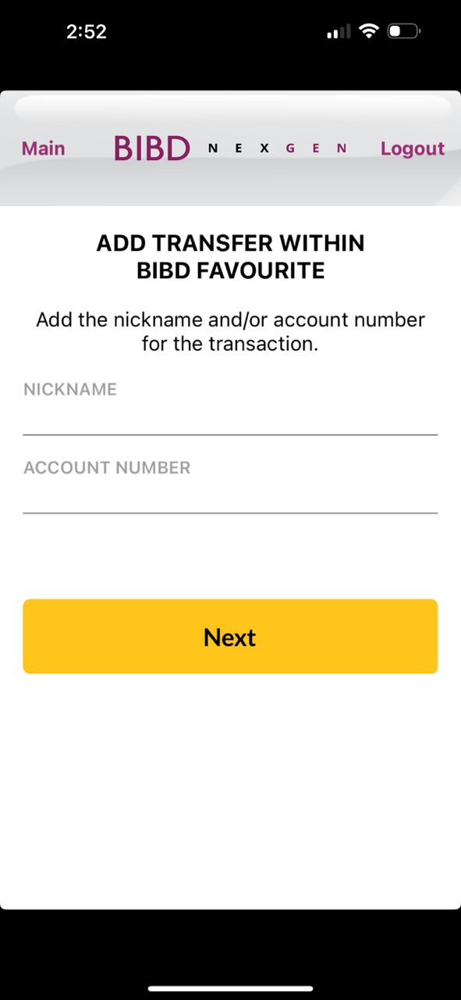 2:52
Main BIBD NEXGEN Logout
ADD TRANSFER WITHIN
BIBD FAVOURITE
Add the nickname and/or account number
for the transaction.
NICKNAME
ACCOUNT NUMBER
Next